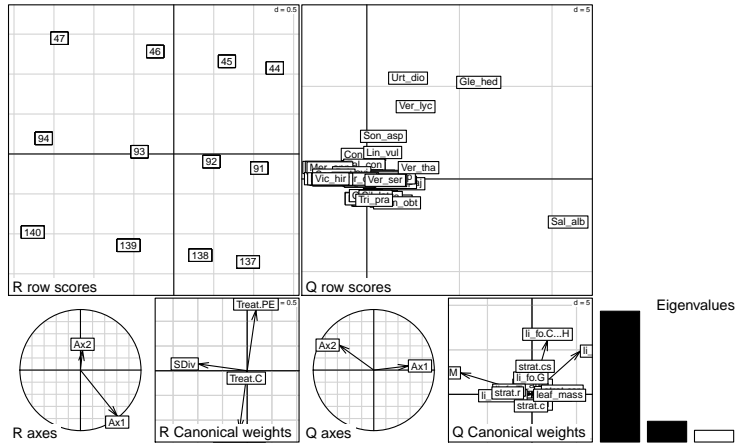 d = 0.5
d = 5
47
46
45
44
94
93
92
91
140
139
138
137
R row scores
Urt_dio
Gle_hed
Ver_lyc
Son_asp
Lin_vul
Ver_tha
Vic_hir
Ver_ser
Tri_pra
Sal_alb
Q row scores
Eigenvalues
Ax2
Ax1
R axes
= 0.5
Treat.PE
SDiv
Treat.C
R Canonical weights
Ax2
Ax1
Q axes
d = 5
li_fo.C...H
strat.cs
li_fo.G
strat.r
leaf_mass
strat.c
Q Canonical weights